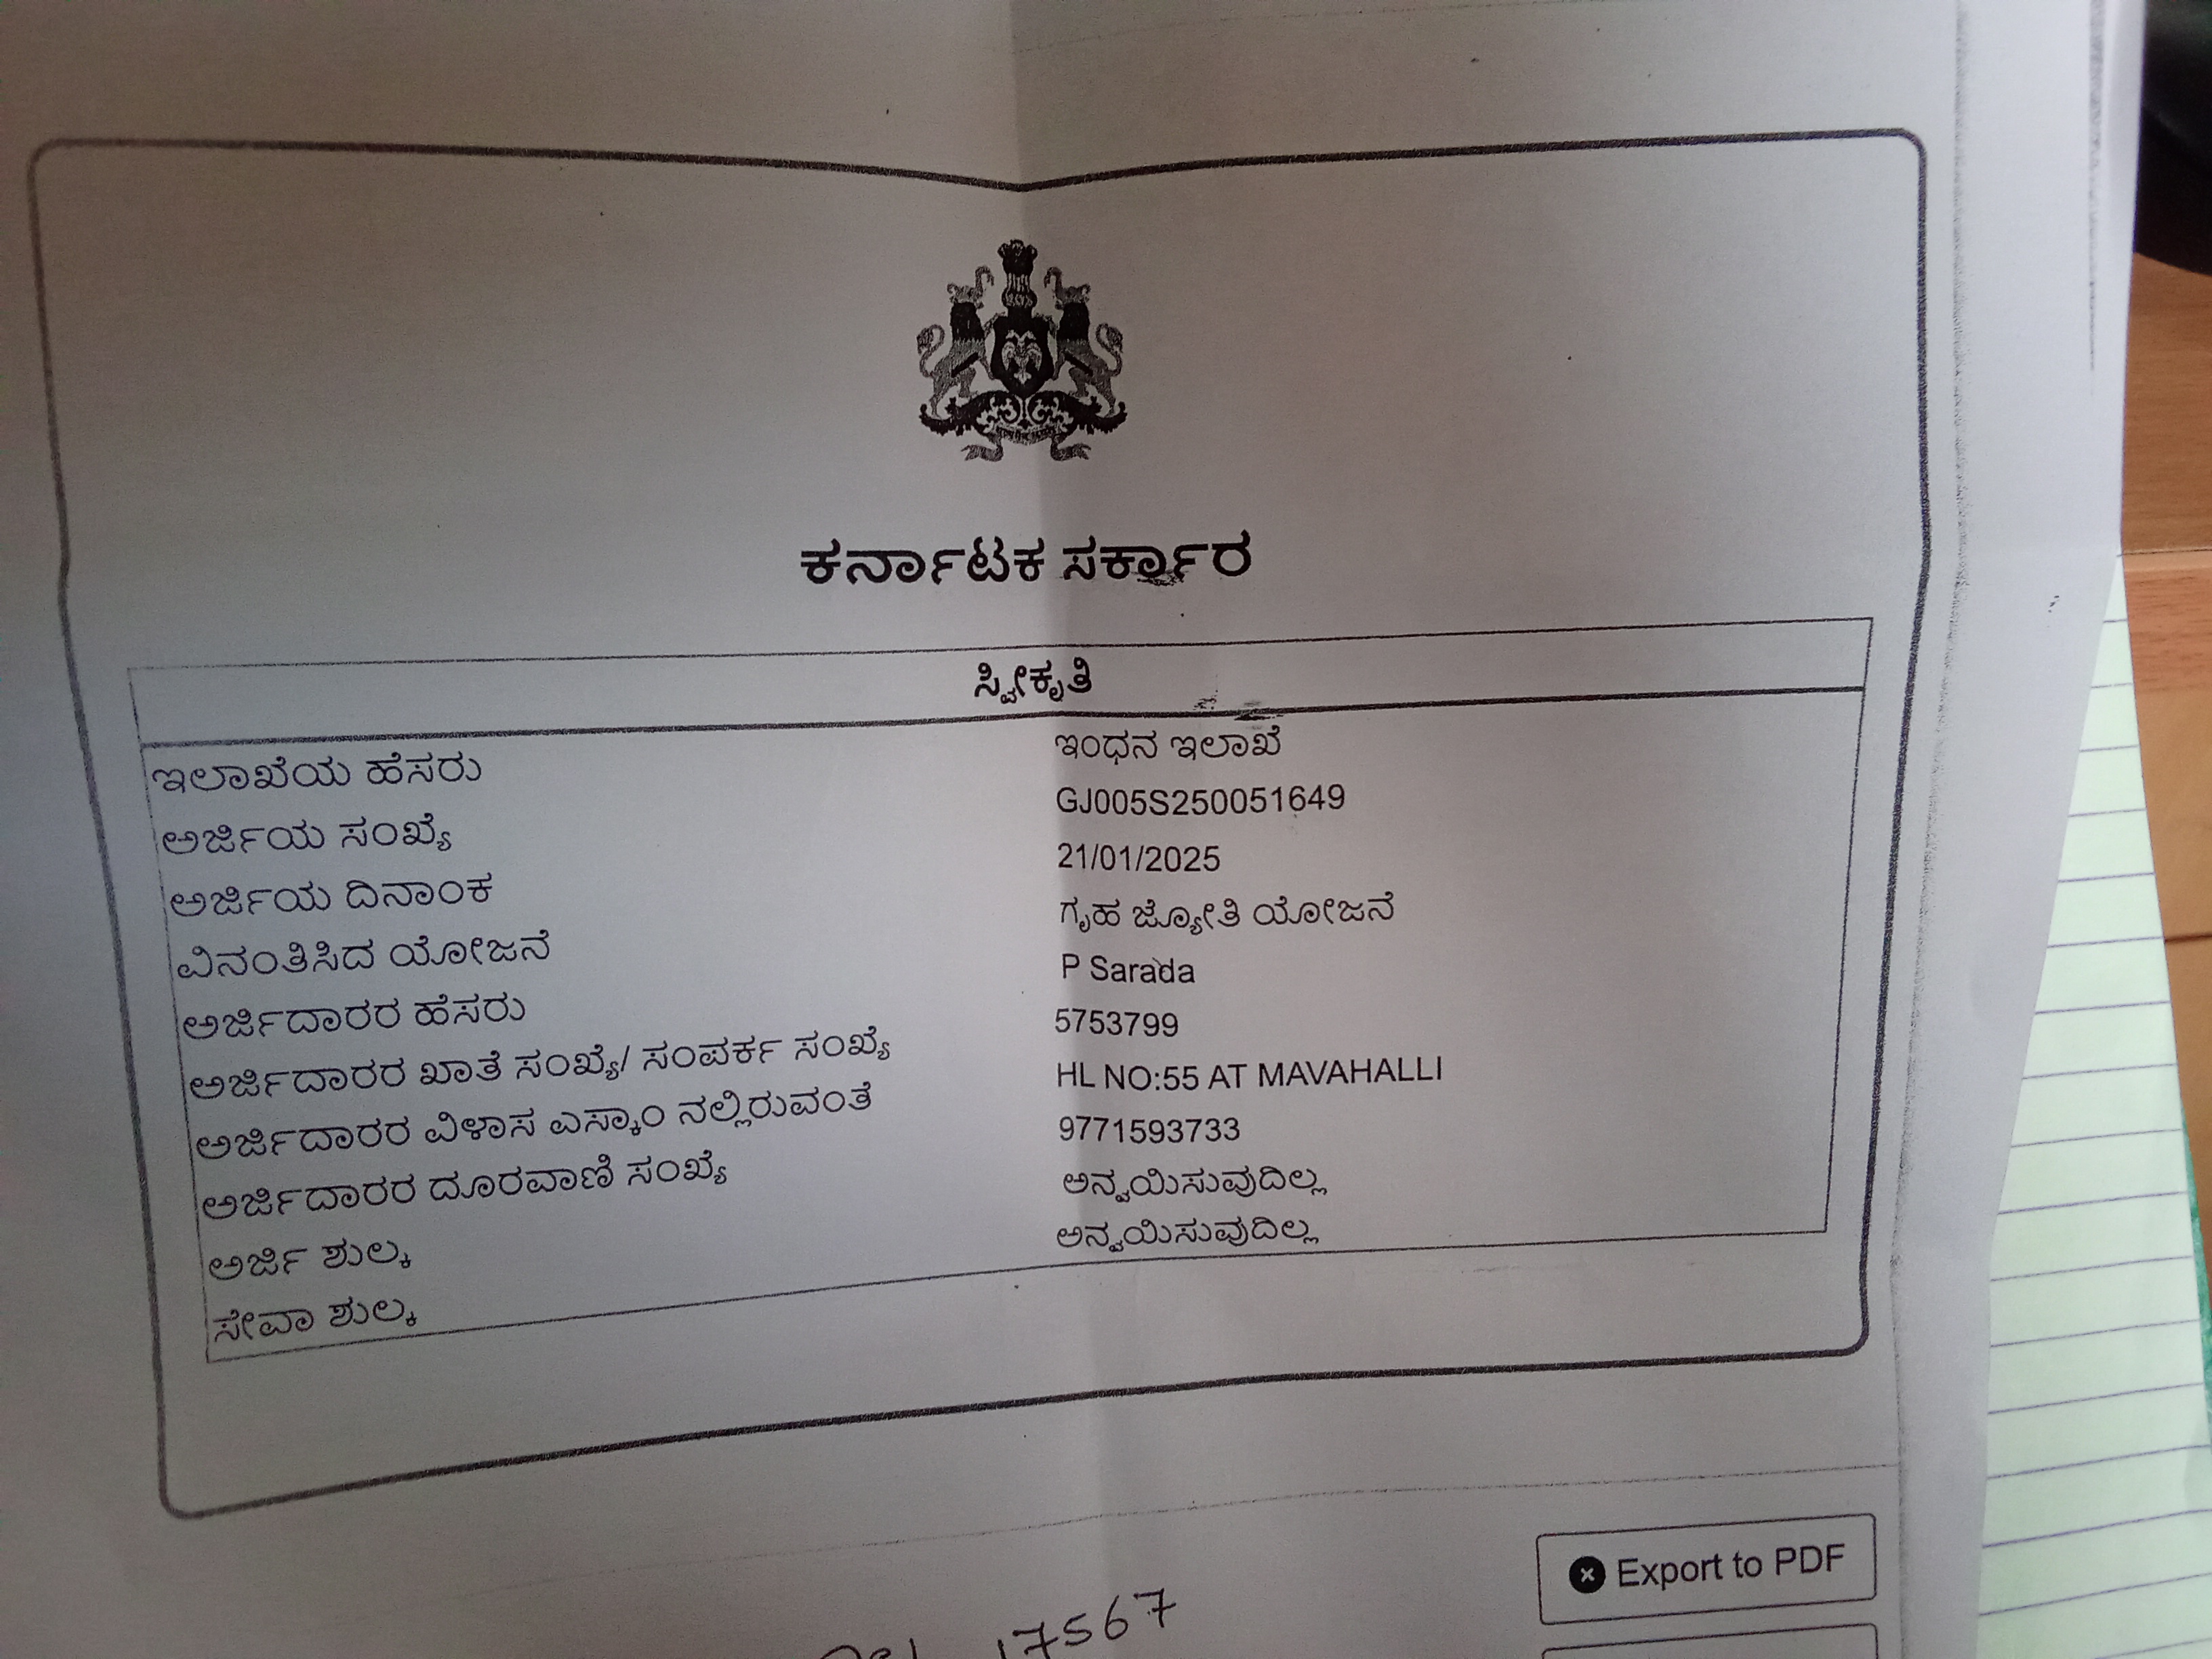 ಕರ್ನಾಟಕ ಸರ್ಕಾರ
ಸ್ವೀಕೃತಿ
ಇಲಾಖೆಯ ಹೆಸರು ಇಂಧನ ಇಲಾಖೆ
ಅರ್ಜಿಯ ಸಂಖ್ಯೆ GJ005S250051649
ಅರ್ಜಿಯ ದಿನಾಂಕ 21/01/2025
ವಿನಂತಿಸಿದ ಯೋಜನೆ ಗೃಹ ಜ್ಯೋತಿ ಯೋಜನೆ
ಅರ್ಜಿದಾರರ ಹೆಸರು P Sarada
ಅರ್ಜಿದಾರರ ಖಾತೆ ಸಂಖ್ಯೆ/ ಸಂಪರ್ಕ ಸಂಖ್ಯೆ 5753799
ಅರ್ಜಿದಾರರ ವಿಳಾಸ ಎಸ್ಕಾಂ ನಲ್ಲಿರುವಂತೆ HL NO:55 AT MAVAHALLI
ಅರ್ಜಿದಾರರ ದೂರವಾಣಿ ಸಂಖ್ಯೆ 9771593733
ಅರ್ಜಿ ಶುಲ್ಕ ಅನ್ವಯಿಸುವುದಿಲ್ಲ
ಸೇವಾ ಶುಲ್ಕ ಅನ್ವಯಿಸುವುದಿಲ್ಲ
Export to PDF
17567